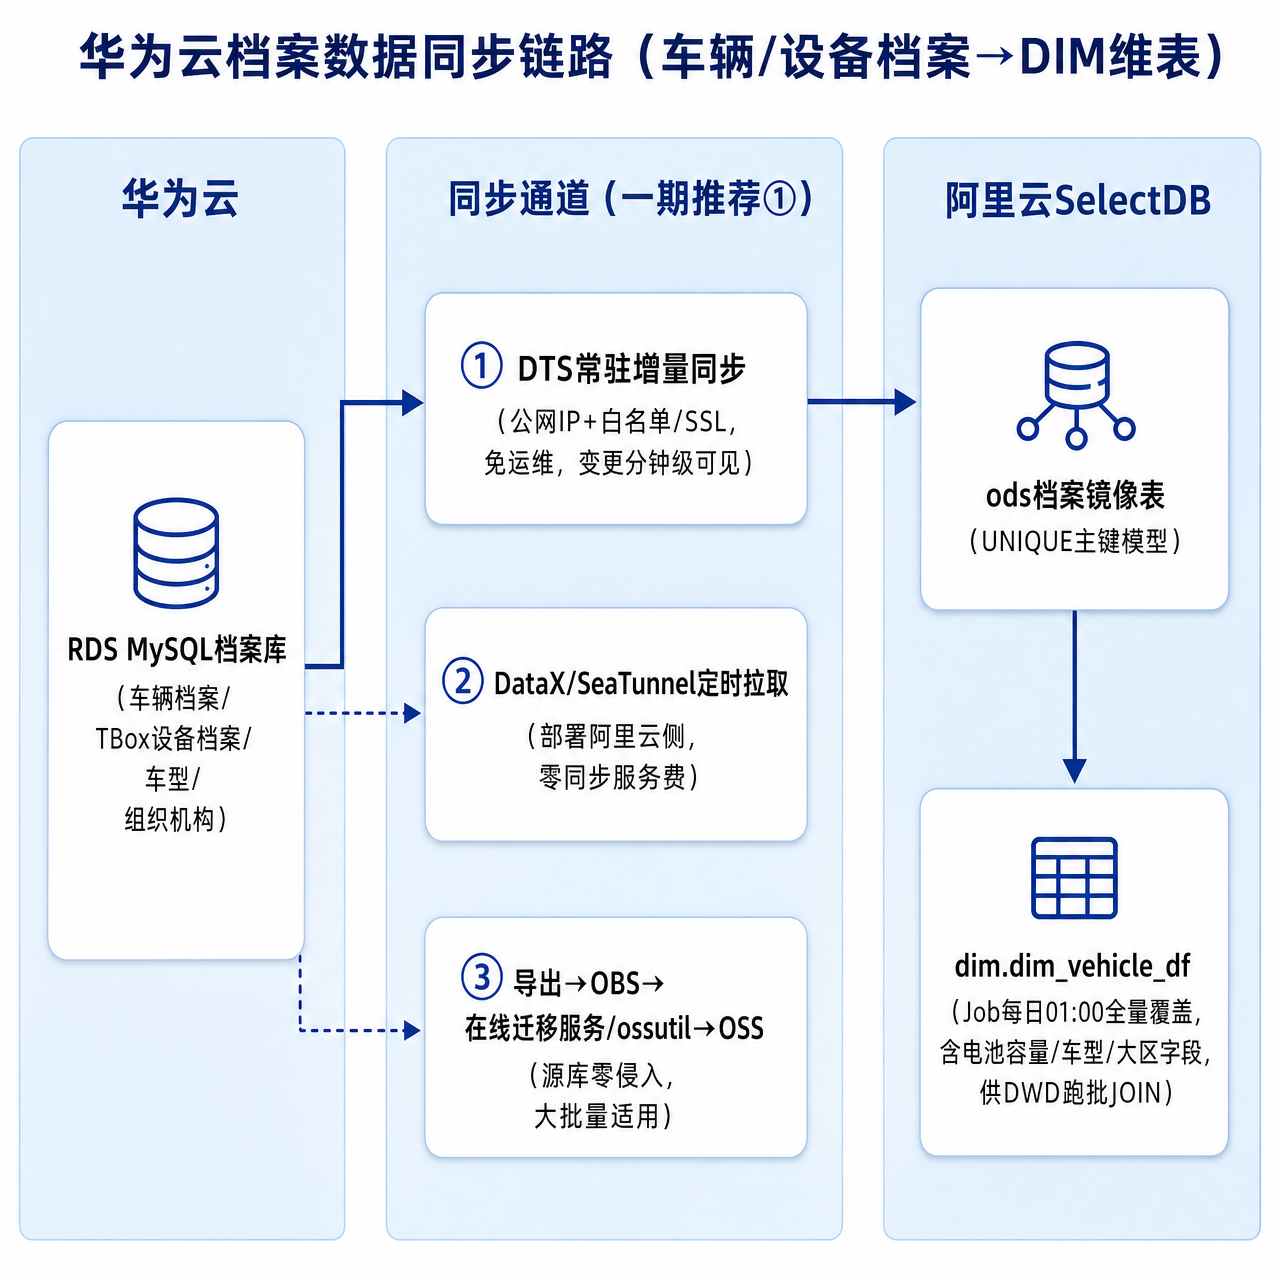 华为云档案数据同步链路（车辆/设备档案→DIM维表）
华为云
RDS MySQL档案库
（车辆档案/
TBox设备档案/
车型/
组织机构）
同步通道（一期推荐①）
① DTS常驻增量同步
（公网IP+白名单/SSL，
免运维，变更分钟级可见）
② DataX/SeaTunnel定时拉取
（部署阿里云侧，
零同步服务费）
③ 导出→OBS→
在线迁移服务/ossutil→OSS
（源库零侵入，
大批量适用）
阿里云SelectDB
ods档案镜像表
（UNIQUE主键模型）
dim.dim_vehicle_df
（Job每日01:00全量覆盖，
含电池容量/车型/大区字段，
供DWD跑批JOIN）